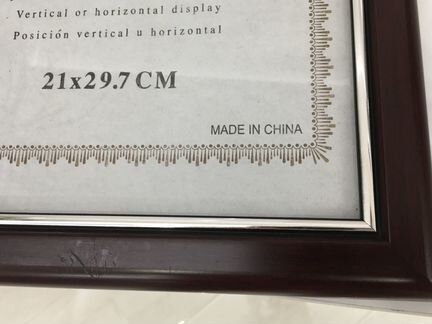 Vertical or horizontal display
Posición vertical u horizontal
21x29.7 CM
MADE IN CHINA